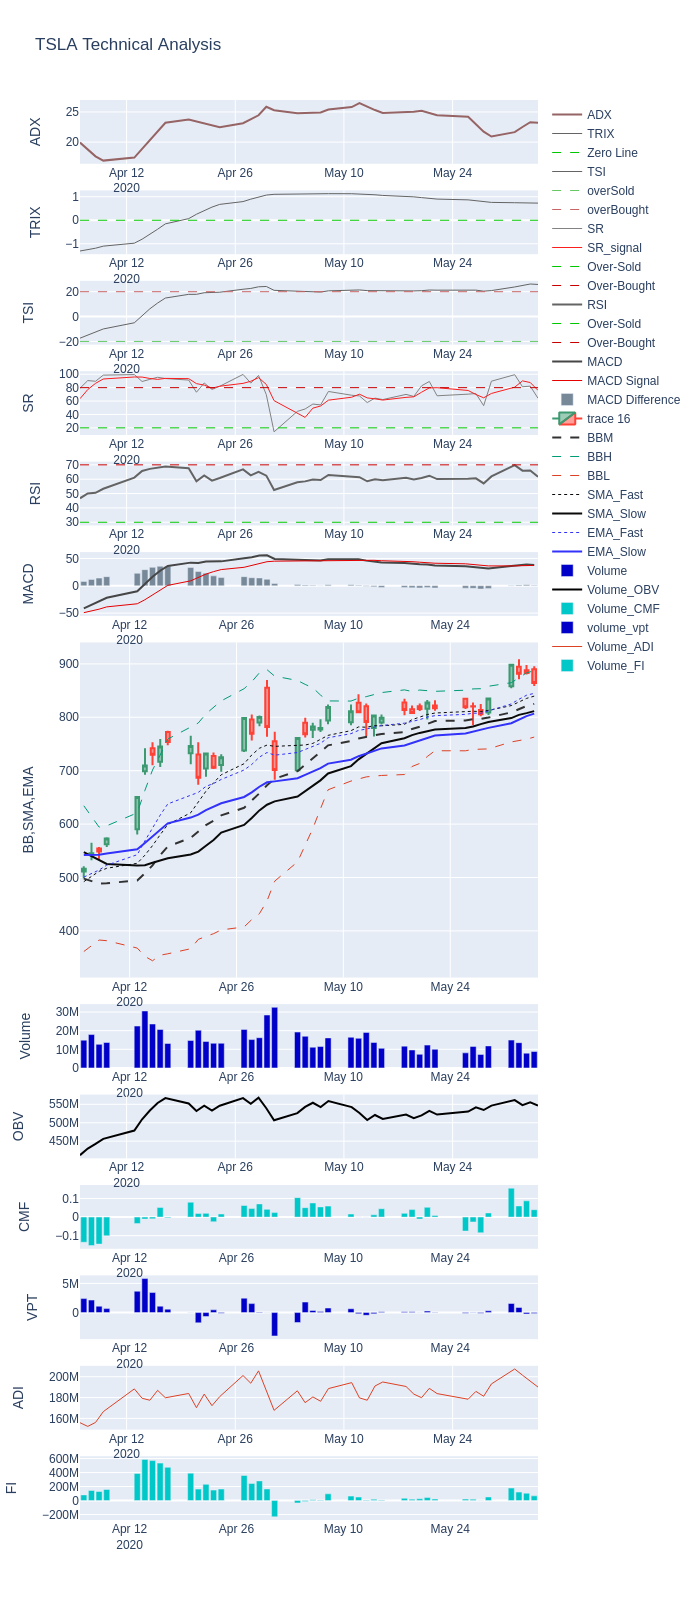 TSLA Technical Analysis
ADX
25
20
Apr 12
2020
Apr 26
May 10
May 24
TRIX
1
0
−1
Apr 12
2020
Apr 26
May 10
May 24
TSI
20
0
−20
Apr 12
2020
Apr 26
May 10
May 24
SR
100
80
60
40
20
Apr 12
2020
Apr 26
May 10
May 24
RSI
70
60
50
40
30
Apr 12
2020
Apr 26
May 10
May 24
MACD
50
0
−50
Apr 12
2020
Apr 26
May 10
May 24
BB,SMA,EMA
900
800
700
600
500
400
Apr 12
2020
Apr 26
May 10
May 24
Volume
30M
20M
10M
0
Apr 12
2020
Apr 26
May 10
May 24
OBV
550M
500M
450M
Apr 12
2020
Apr 26
May 10
May 24
CMF
0.1
0
−0.1
Apr 12
2020
Apr 26
May 10
May 24
VPT
5M
0
Apr 12
2020
Apr 26
May 10
May 24
ADI
200M
180M
160M
Apr 12
2020
Apr 26
May 10
May 24
FI
600M
400M
200M
0
−200M
Apr 12
2020
Apr 26
May 10
May 24
ADX
TRIX
Zero Line
TSI
overSold
overBought
SR
SR_signal
Over-Sold
Over-Bought
RSI
Over-Sold
Over-Bought
MACD
MACD Signal
MACD Difference
trace 16
BBM
BBH
BBL
SMA_Fast
SMA_Slow
EMA_Fast
EMA_Slow
Volume
Volume_OBV
Volume_CMF
volume_vpt
Volume_ADI
Volume_FI